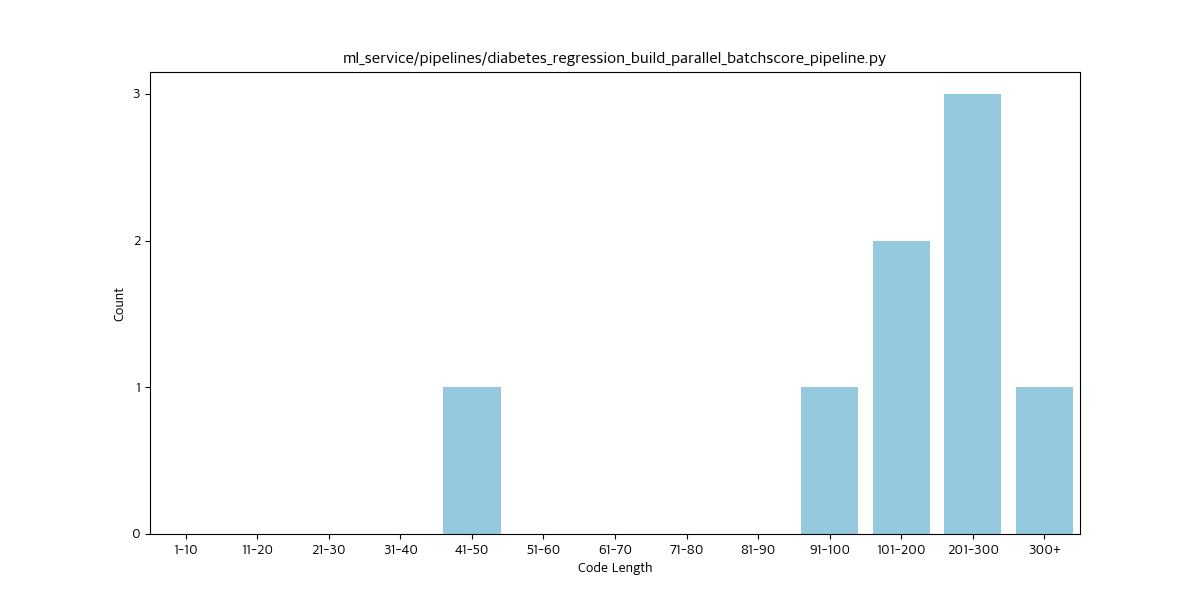 ml_service/pipelines/diabetes_regression_build_parallel_batchscore_pipeline.py
3
2
1
0
Count
1-10 11-20 21-30 31-40 41-50 51-60 61-70 71-80 81-90 91-100 101-200 201-300 300+
Code Length